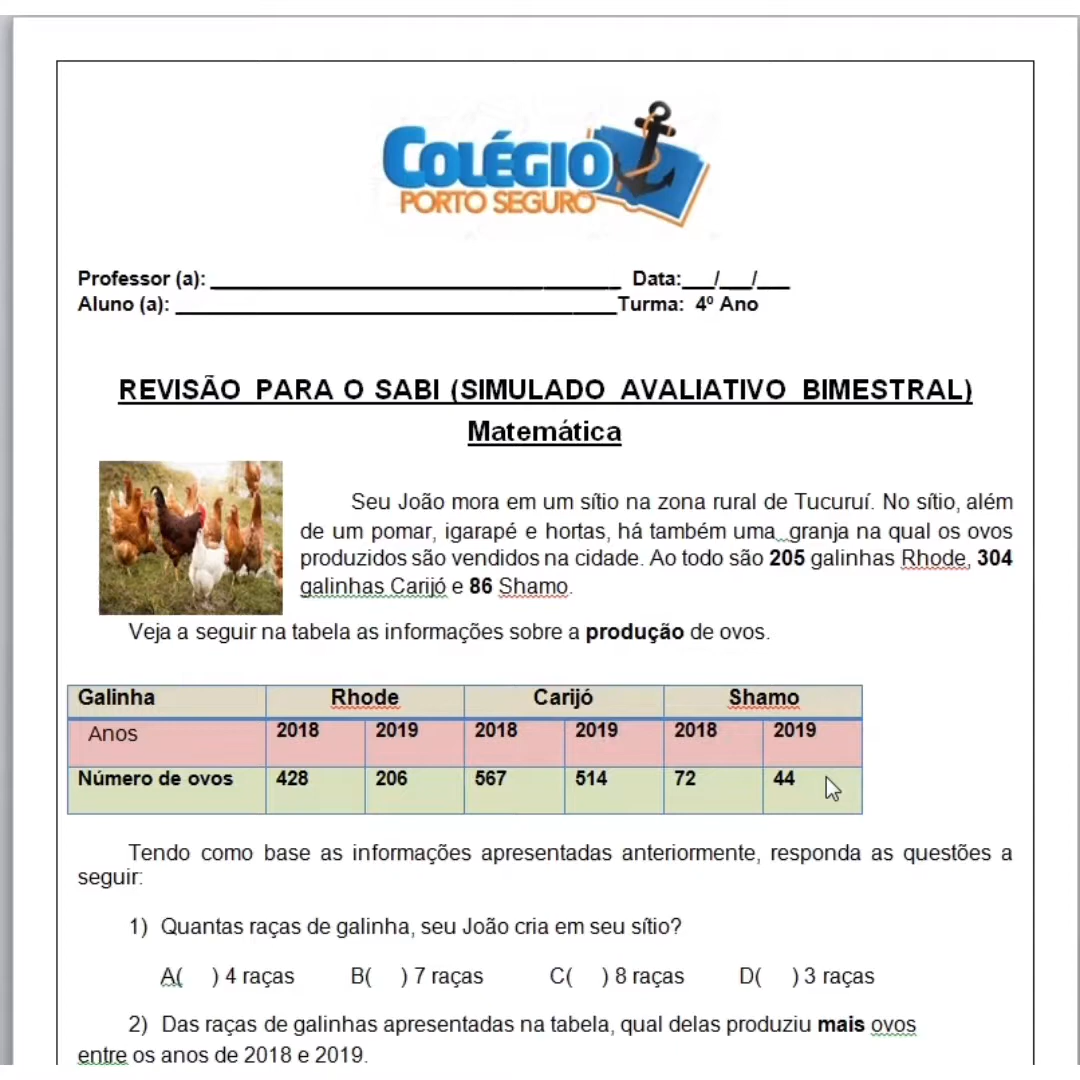 COLÉGIO
PORTO SEGURO
Professor (a): ______________________________________ Data:___/___/___
Aluno (a): _________________________________________Turma: 4º Ano
REVISÃO PARA O SABI (SIMULADO AVALIATIVO BIMESTRAL)
Matemática
Seu João mora em um sítio na zona rural de Tucuruí. No sítio, além
de um pomar, igarapé e hortas, há também uma granja na qual os ovos
produzidos são vendidos na cidade. Ao todo são 205 galinhas Rhode, 304
galinhas Carijó e 86 Shamo.
Veja a seguir na tabela as informações sobre a produção de ovos.
Galinha Rhode Carijó Shamo
Anos 2018 2019 2018 2019 2018 2019
Número de ovos 428 206 567 514 72 44
Tendo como base as informações apresentadas anteriormente, responda as questões a
seguir:
1) Quantas raças de galinha, seu João cria em seu sítio?
A( ) 4 raças B( ) 7 raças C( ) 8 raças D( ) 3 raças
2) Das raças de galinhas apresentadas na tabela, qual delas produziu mais ovos
entre os anos de 2018 e 2019.